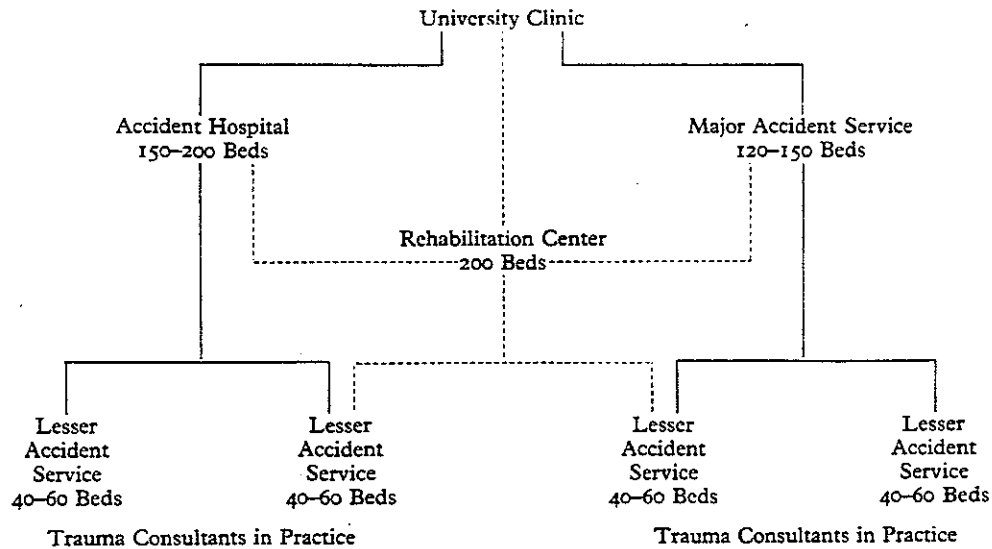 University Clinic
Accident Hospital
150–200 Beds
Major Accident Service
120–150 Beds
Rehabilitation Center
200 Beds
Lesser
Accident
Service
40–60 Beds
Lesser
Accident
Service
40–60 Beds
Lesser
Accident
Service
40–60 Beds
Lesser
Accident
Service
40–60 Beds
Trauma Consultants in Practice
Trauma Consultants in Practice